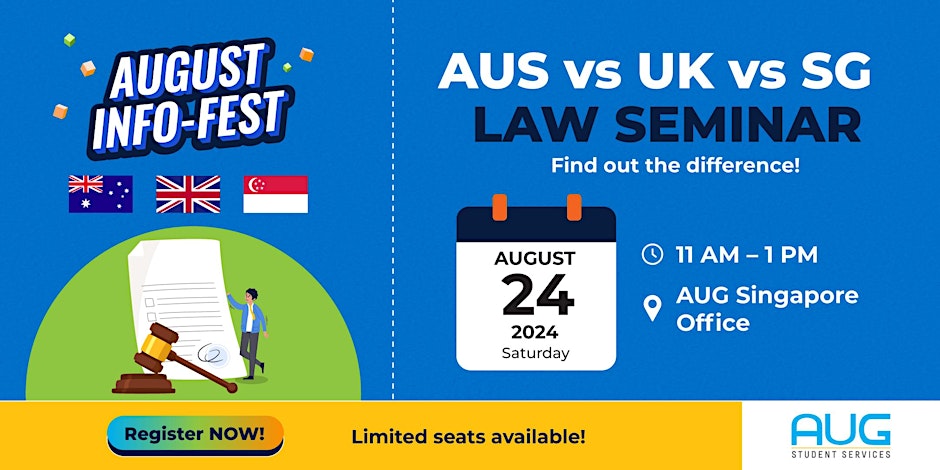 AUGUST
INFO-FEST
AUS vs UK vs SG
LAW SEMINAR
Find out the difference!
AUGUST
24
2024
Saturday
11 AM – 1 PM
AUG Singapore
Office
Register NOW!
Limited seats available!
AUG
STUDENT SERVICES